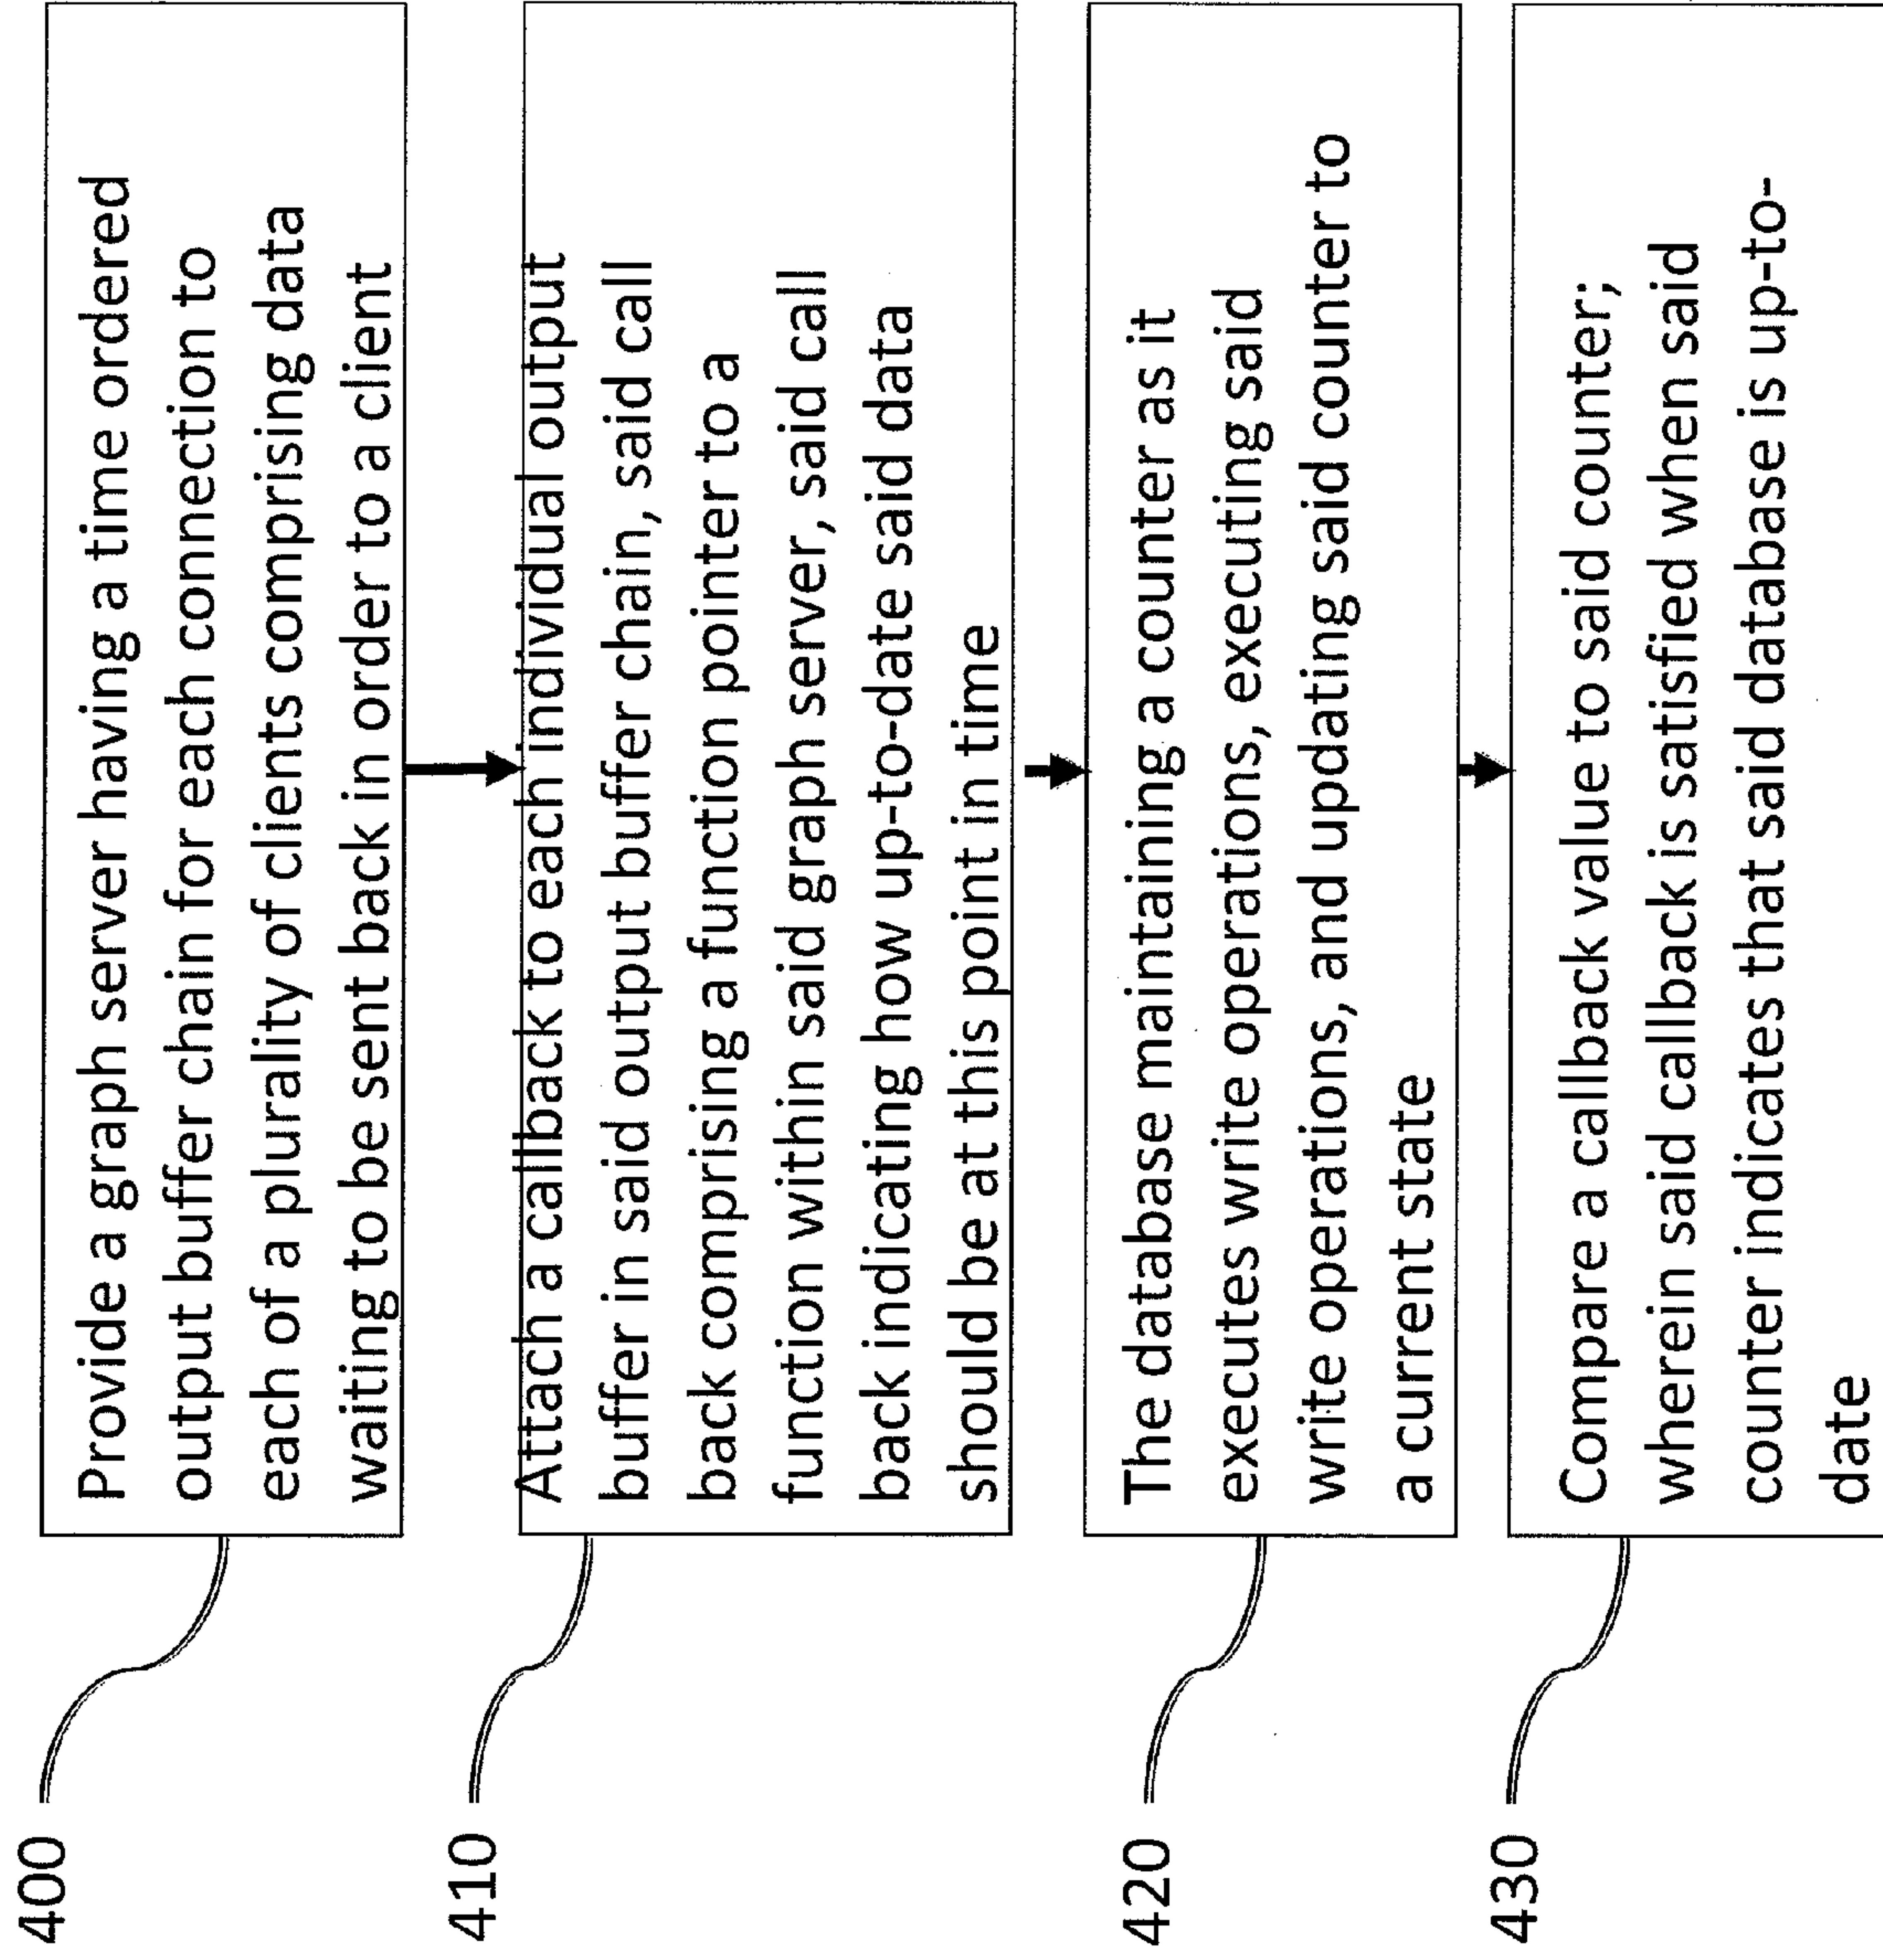 400
Provide a graph server having a time ordered
output buffer chain for each connection to
each of a plurality of clients comprising data
waiting to be sent back in order to a client
410
Attach a callback to each individual output
buffer in said output buffer chain, said call
back comprising a function pointer to a
function within said graph server, said call
back indicating how up-to-date said data
should be at this point in time
420
The database maintaining a counter as it
executes write operations, executing said
write operations, and updating said counter to
a current state
430
Compare a callback value to said counter;
wherein said callback is satisfied when said
counter indicates that said database is up-to-
date